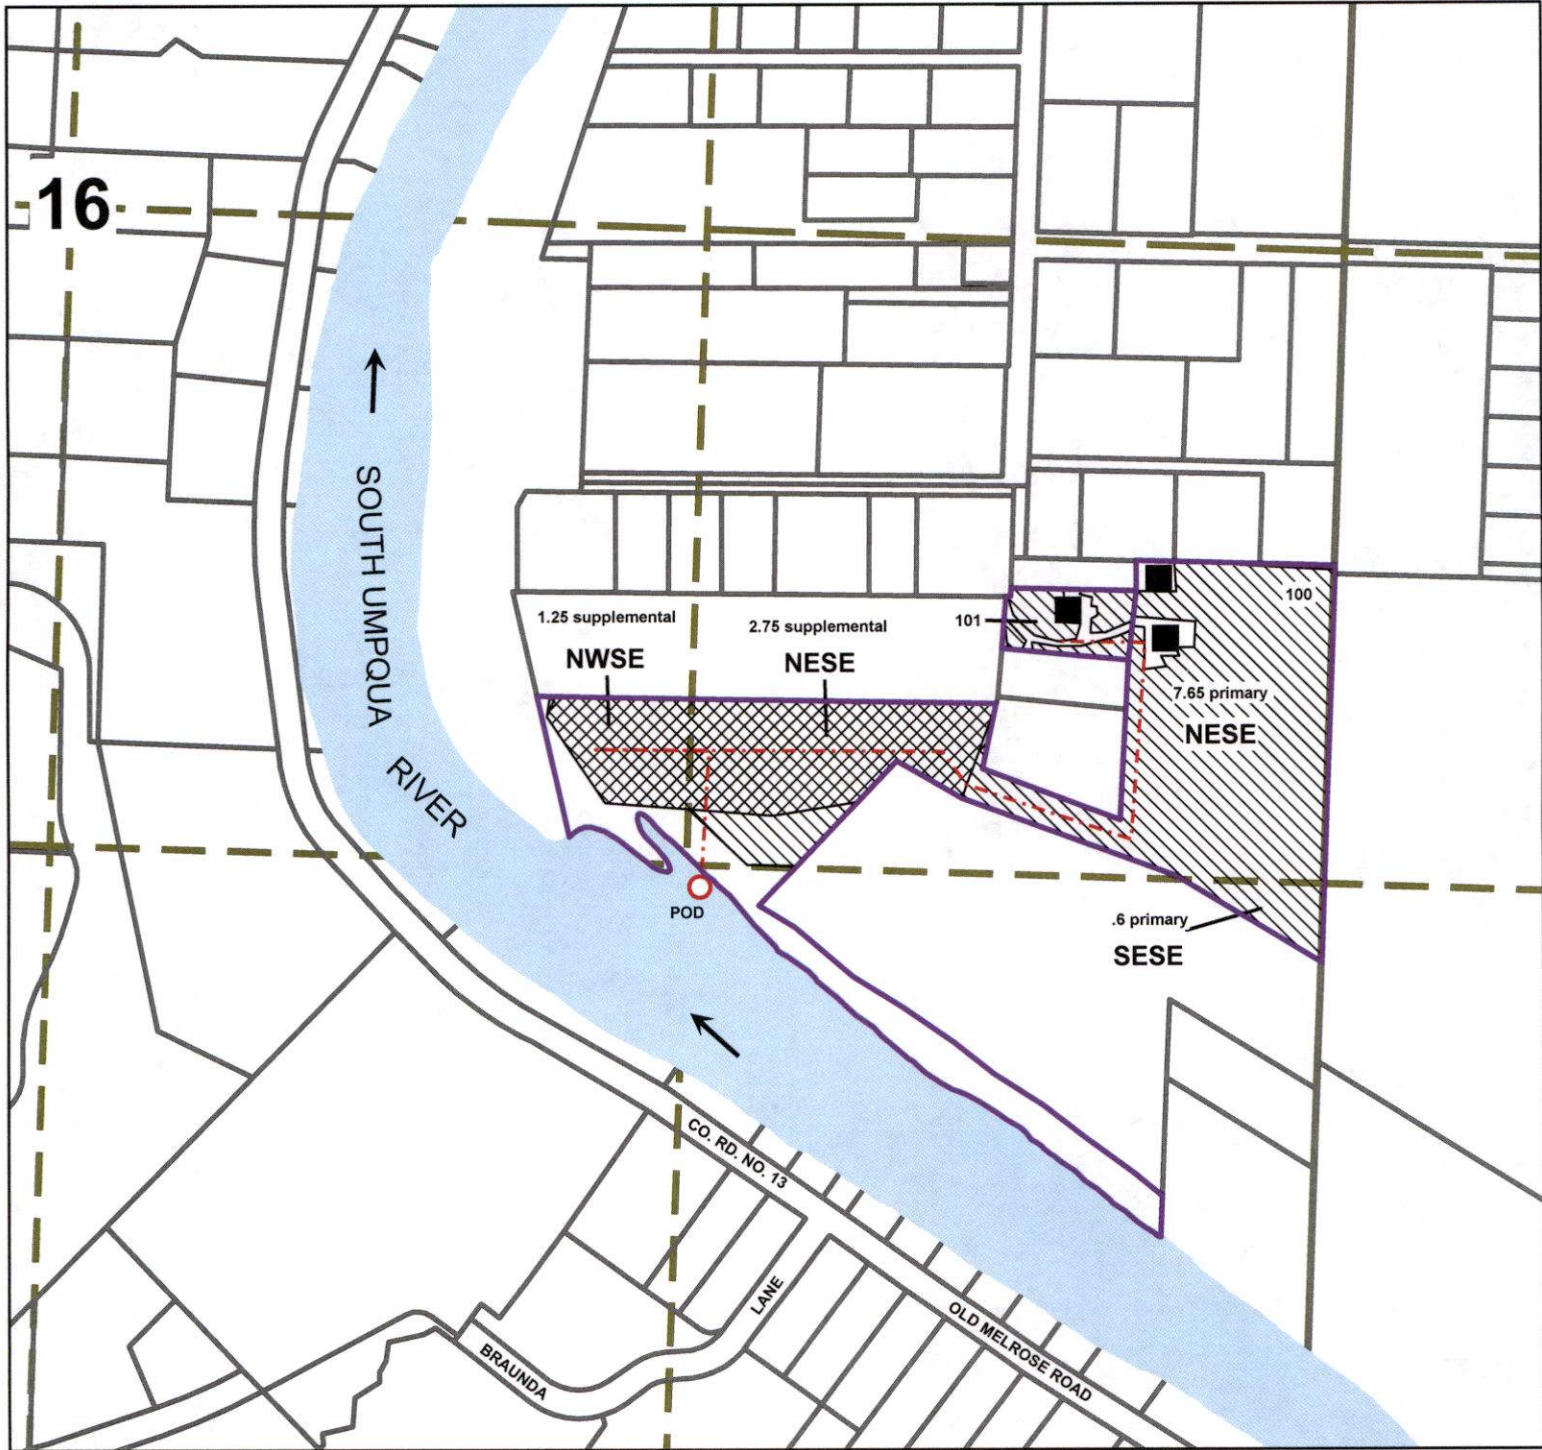 16
SOUTH UMPQUA
RIVER
1.25 supplemental
NWSE
2.75 supplemental
NESE
101
100
7.65 primary
NESE
.6 primary
SESE
POD
CO. RD. NO. 13
OLD MELROSE ROAD
BRAUNDA
LANE